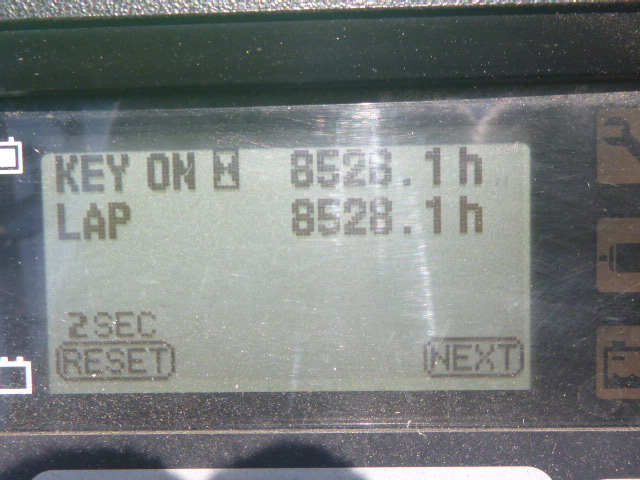 KEY ON 8528.1h
LAP 8528.1h
2SEC
RESET NEXT